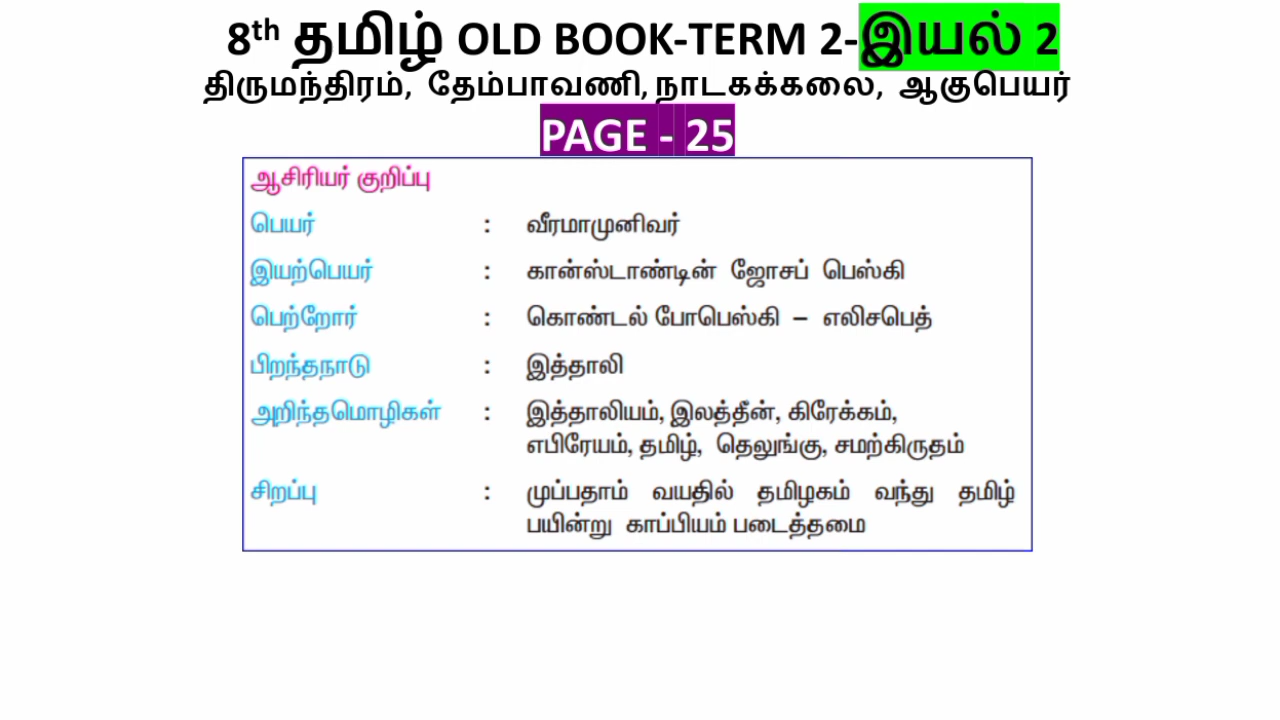 8th தமிழ் OLD BOOK-TERM 2-இயல் 2
திருமந்திரம், தேம்பாவணி, நாடகக்கலை, ஆகுபெயர்
PAGE - 25
ஆசிரியர் குறிப்பு
பெயர் : வீரமாமுனிவர்
இயற்பெயர் : கான்ஸ்டாண்டின் ஜோசப் பெஸ்கி
பெற்றோர் : கொண்டல் போபெஸ்கி – எலிசபெத்
பிறந்தநாடு : இத்தாலி
அறிந்தமொழிகள் : இத்தாலியம், இலத்தீன், கிரேக்கம்,
எபிரேயம், தமிழ், தெலுங்கு, சமற்கிருதம்
சிறப்பு : முப்பதாம் வயதில் தமிழகம் வந்து தமிழ்
பயின்று காப்பியம் படைத்தமை